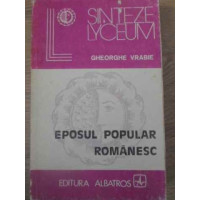 SINTEZE
LYCEUM
GHEORGHE VRABIE
EPOSUL POPULAR
ROMÂNESC
EDITURA ALBATROS